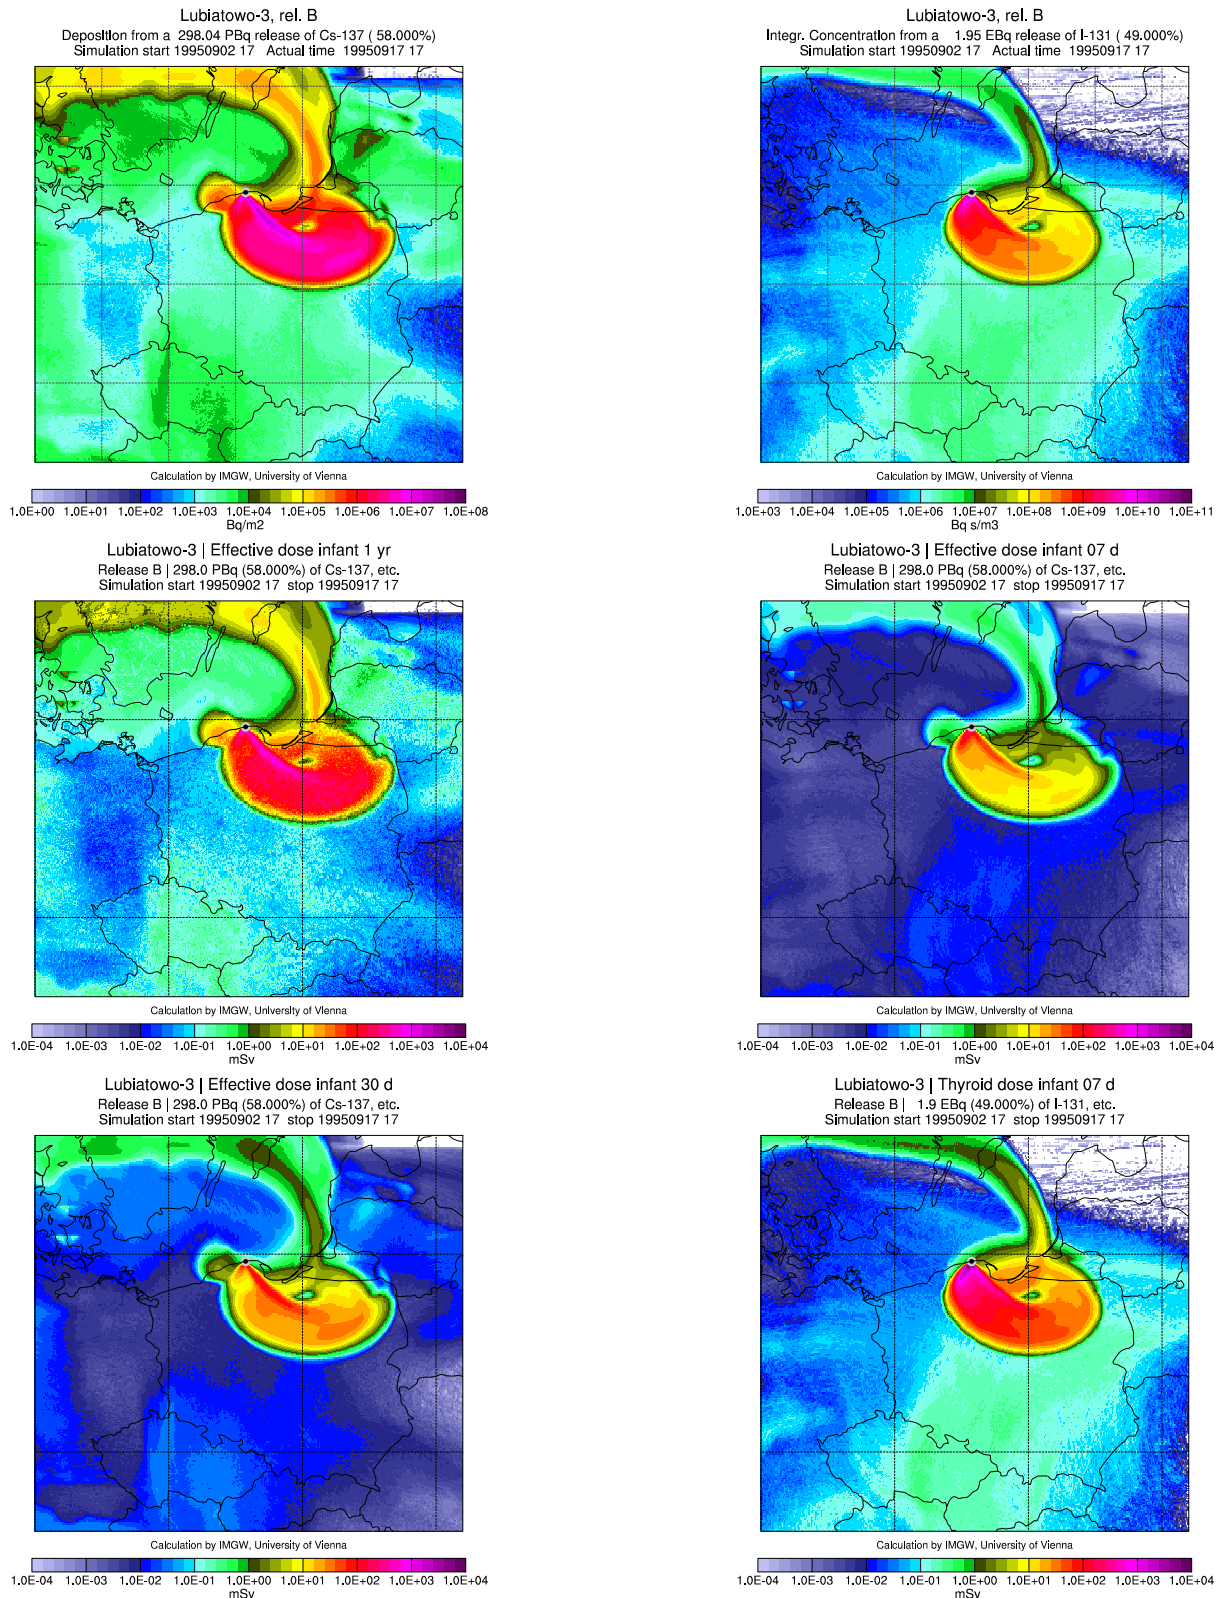 Lubiatowo-3, rel. B
Deposition from a 298.04 PBq release of Cs-137 ( 58.000%)
Simulation start 19950902 17 Actual time 19950917 17
Calculation by IMGW, University of Vienna
1.0E+00 1.0E+01 1.0E+02 1.0E+03 1.0E+04 1.0E+05 1.0E+06 1.0E+07 1.0E+08
Bq/m2
Lubiatowo-3, rel. B
Integr. Concentration from a 1.95 EBq release of I-131 ( 49.000%)
Simulation start 19950902 17 Actual time 19950917 17
Calculation by IMGW, University of Vienna
1.0E+03 1.0E+04 1.0E+05 1.0E+06 1.0E+07 1.0E+08 1.0E+09 1.0E+10 1.0E+11
Bq s/m3
Lubiatowo-3 | Effective dose infant 1 yr
Release B | 298.0 PBq (58.000%) of Cs-137, etc.
Simulation start 19950902 17 stop 19950917 17
Calculation by IMGW, University of Vienna
1.0E-04 1.0E-03 1.0E-02 1.0E-01 1.0E+00 1.0E+01 1.0E+02 1.0E+03 1.0E+04
mSv
Lubiatowo-3 | Effective dose infant 07 d
Release B | 298.0 PBq (58.000%) of Cs-137, etc.
Simulation start 19950902 17 stop 19950917 17
Calculation by IMGW, University of Vienna
1.0E-04 1.0E-03 1.0E-02 1.0E-01 1.0E+00 1.0E+01 1.0E+02 1.0E+03 1.0E+04
mSv
Lubiatowo-3 | Effective dose infant 30 d
Release B | 298.0 PBq (58.000%) of Cs-137, etc.
Simulation start 19950902 17 stop 19950917 17
Calculation by IMGW, University of Vienna
1.0E-04 1.0E-03 1.0E-02 1.0E-01 1.0E+00 1.0E+01 1.0E+02 1.0E+03 1.0E+04
mSv
Lubiatowo-3 | Thyroid dose infant 07 d
Release B | 1.9 EBq (49.000%) of I-131, etc.
Simulation start 19950902 17 stop 19950917 17
Calculation by IMGW, University of Vienna
1.0E-04 1.0E-03 1.0E-02 1.0E-01 1.0E+00 1.0E+01 1.0E+02 1.0E+03 1.0E+04
mSv